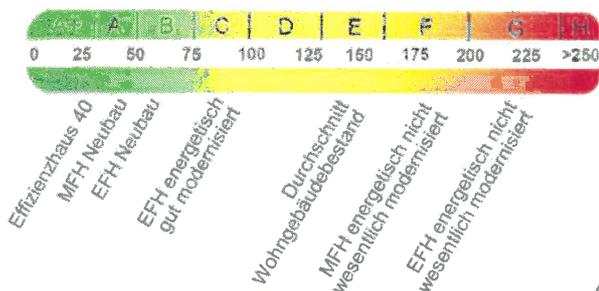 A+ A B C D E F G H
0 25 50 75 100 125 150 175 200 225 >250
Effizienzhaus 40
MFH Neubau
EFH Neubau
EFH energetisch
gut modernisiert
Durchschnitt
Wohngebäudebestand
MFH energetisch nicht
wesentlich modernisiert
EFH energetisch nicht
wesentlich modernisiert